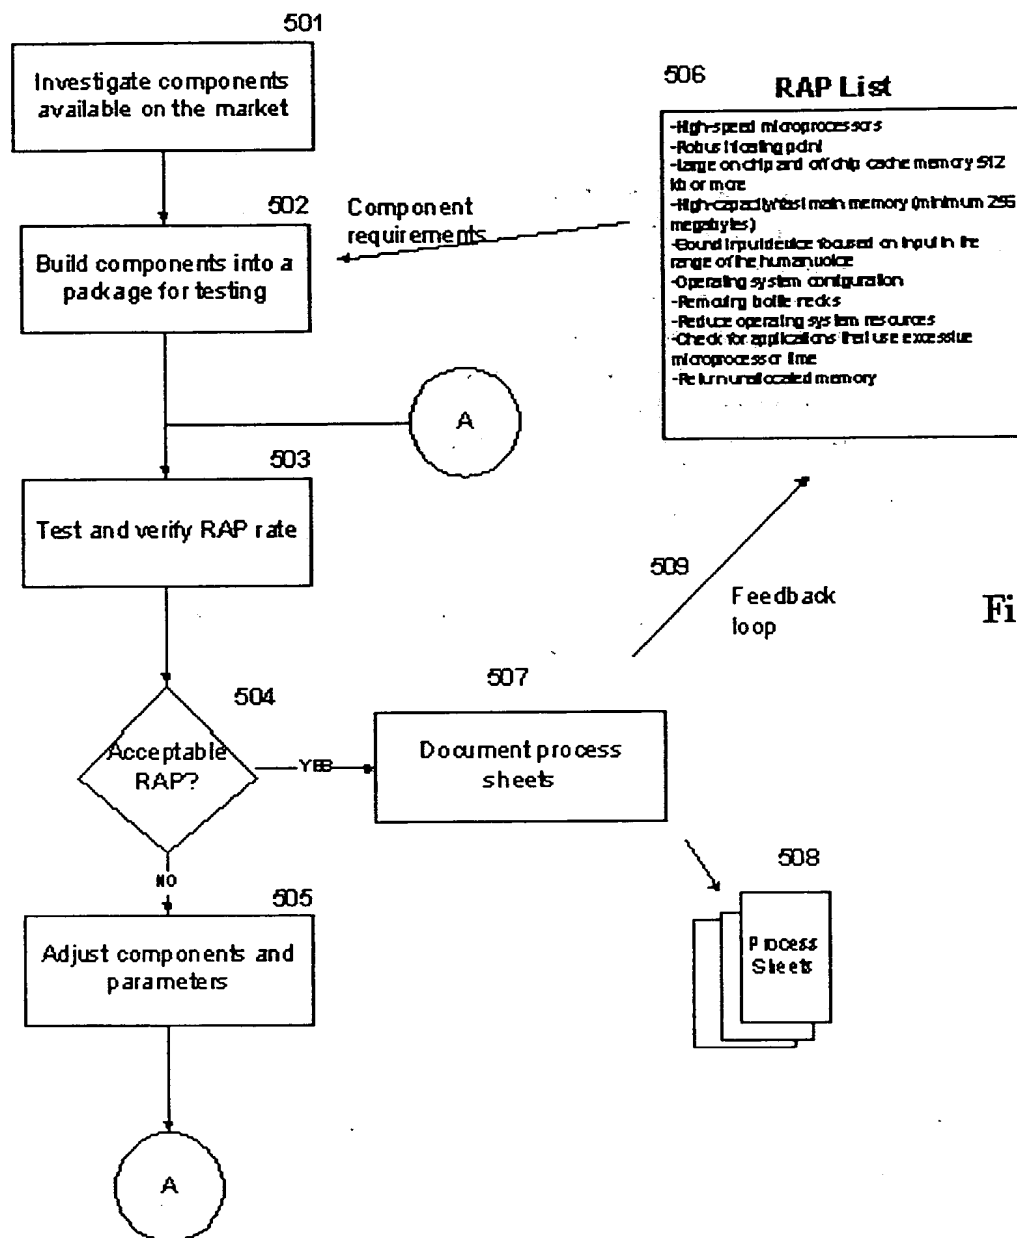 501
Investigate components
available on the market
502
Build components into a
package for testing
Component
requirements
506
RAP List
-High-speed microprocessors
-Robust floating point
-Large on chip and off chip cache memory 512
kb or more
-High-capacity/fast main memory (minimum 256
megabytes)
-Sound input device focused on input in the
range of the human voice
-Operating system configuration
-Removing bottle necks
-Reduce operating system resources
-Check for applications that use excessive
microprocessor time
-Return unallocated memory
A
503
Test and verify RAP rate
509
Feedback
loop
Fi
504
Acceptable
RAP?
YES
507
Document process
sheets
NO
505
Adjust components and
parameters
508
Process
Sheets
A